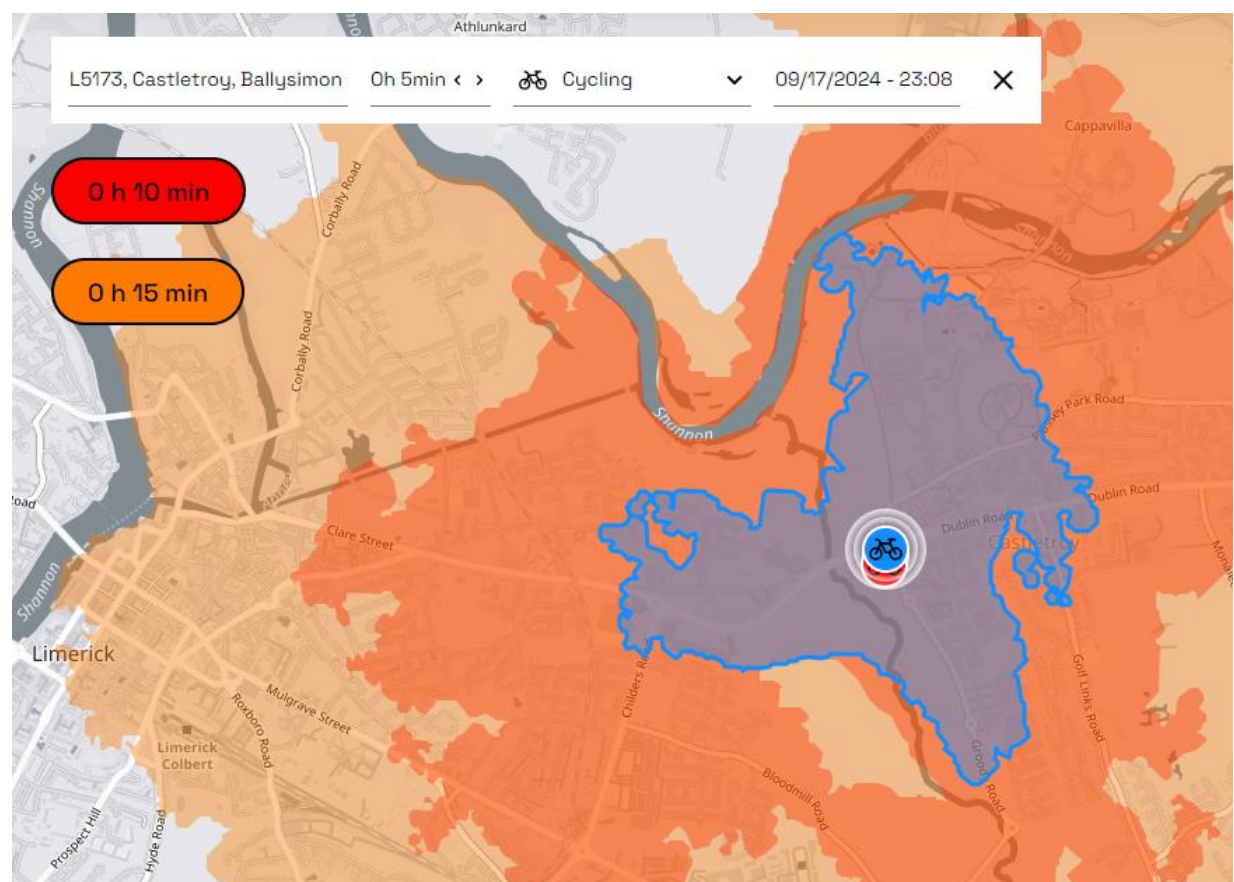 Athlunkard
L5173, Castletroy, Ballysimon
0h 5min < >
Cycling
09/17/2024 - 23:08
Cappavilla
0 h 10 min
Corbally Road
Shannon
Shannon
0 h 15 min
Corbally Road
Plassey Park Road
Shannon
Dublin Road
Dublin Road
Castletroy
Clare Street
Shannon
Limerick
Childers Road
Golf Links Road
Mulgrave Street
Roxboro Road
Limerick
Colbert
Groody Road
Bloodmill Road
Prospect Hill
Hyde Road